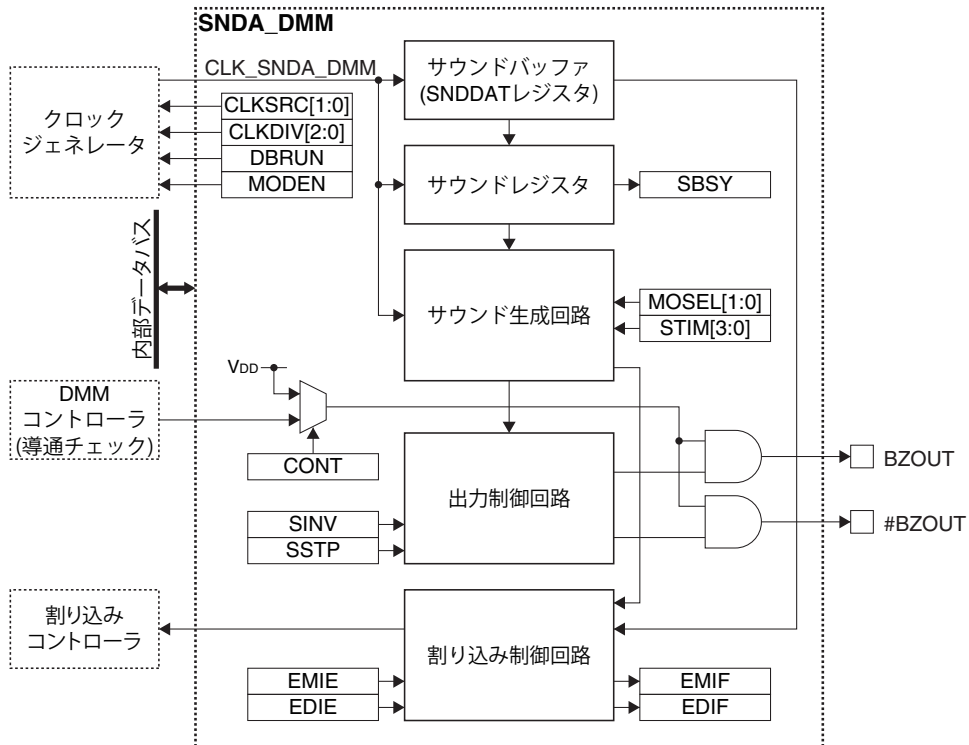 SNDA_DMM
クロック
ジェネレータ
CLK_SNDA_DMM
CLKSRC[1:0]
CLKDIV[2:0]
DBRUN
MODEN
サウンドバッファ
(SNDDATレジスタ)
サウンドレジスタ
SBSY
内部データバス
サウンド生成回路
MOSEL[1:0]
STIM[3:0]
VDD
DMM
コントローラ
(導通チェック)
CONT
出力制御回路
SINV
SSTP
BZOUT
#BZOUT
割り込み
コントローラ
割り込み制御回路
EMIE
EDIE
EMIF
EDIF